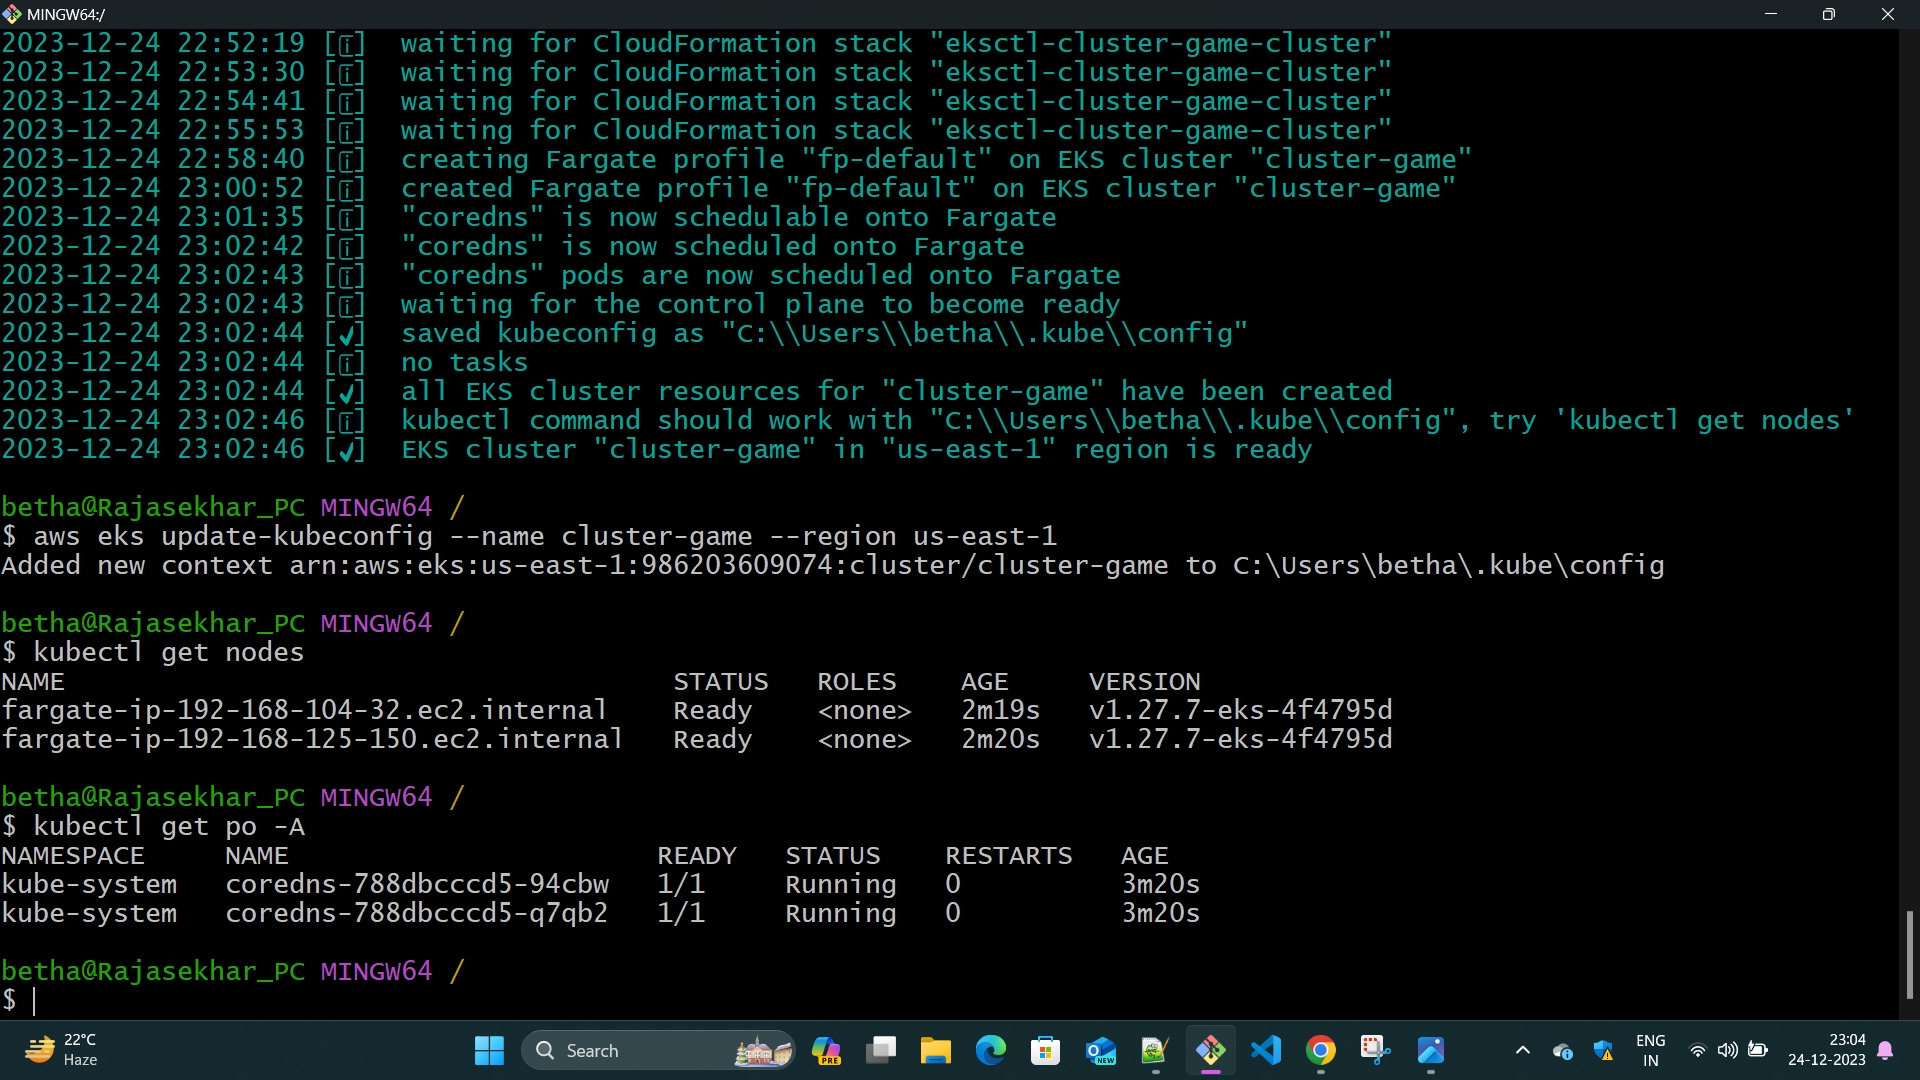 MINGW64:/
2023-12-24 22:52:19 [i]  waiting for CloudFormation stack "eksctl-cluster-game-cluster"
2023-12-24 22:53:30 [i]  waiting for CloudFormation stack "eksctl-cluster-game-cluster"
2023-12-24 22:54:41 [i]  waiting for CloudFormation stack "eksctl-cluster-game-cluster"
2023-12-24 22:55:53 [i]  waiting for CloudFormation stack "eksctl-cluster-game-cluster"
2023-12-24 22:58:40 [i]  creating Fargate profile "fp-default" on EKS cluster "cluster-game"
2023-12-24 23:00:52 [i]  created Fargate profile "fp-default" on EKS cluster "cluster-game"
2023-12-24 23:01:35 [i]  "coredns" is now schedulable onto Fargate
2023-12-24 23:02:42 [i]  "coredns" is now scheduled onto Fargate
2023-12-24 23:02:43 [i]  "coredns" pods are now scheduled onto Fargate
2023-12-24 23:02:43 [i]  waiting for the control plane to become ready
2023-12-24 23:02:44 [✔]  saved kubeconfig as "C:\\Users\\betha\\.kube\\config"
2023-12-24 23:02:44 [i]  no tasks
2023-12-24 23:02:44 [✔]  all EKS cluster resources for "cluster-game" have been created
2023-12-24 23:02:46 [i]  kubectl command should work with "C:\\Users\\betha\\.kube\\config", try 'kubectl get nodes'
2023-12-24 23:02:46 [✔]  EKS cluster "cluster-game" in "us-east-1" region is ready
betha@Rajasekhar_PC MINGW64 /
$ aws eks update-kubeconfig --name cluster-game --region us-east-1
Added new context arn:aws:eks:us-east-1:986203609074:cluster/cluster-game to C:\Users\betha\.kube\config
betha@Rajasekhar_PC MINGW64 /
$ kubectl get nodes
NAME STATUS ROLES AGE VERSION
fargate-ip-192-168-104-32.ec2.internal Ready <none> 2m19s v1.27.7-eks-4f4795d
fargate-ip-192-168-125-150.ec2.internal Ready <none> 2m20s v1.27.7-eks-4f4795d
betha@Rajasekhar_PC MINGW64 /
$ kubectl get po -A
NAMESPACE NAME READY STATUS RESTARTS AGE
kube-system coredns-788dbcccd5-94cbw 1/1 Running 0 3m20s
kube-system coredns-788dbcccd5-q7qb2 1/1 Running 0 3m20s
betha@Rajasekhar_PC MINGW64 /
$
22°C
Haze
Search
PRE
NEW
ENG
IN
23:04
24-12-2023